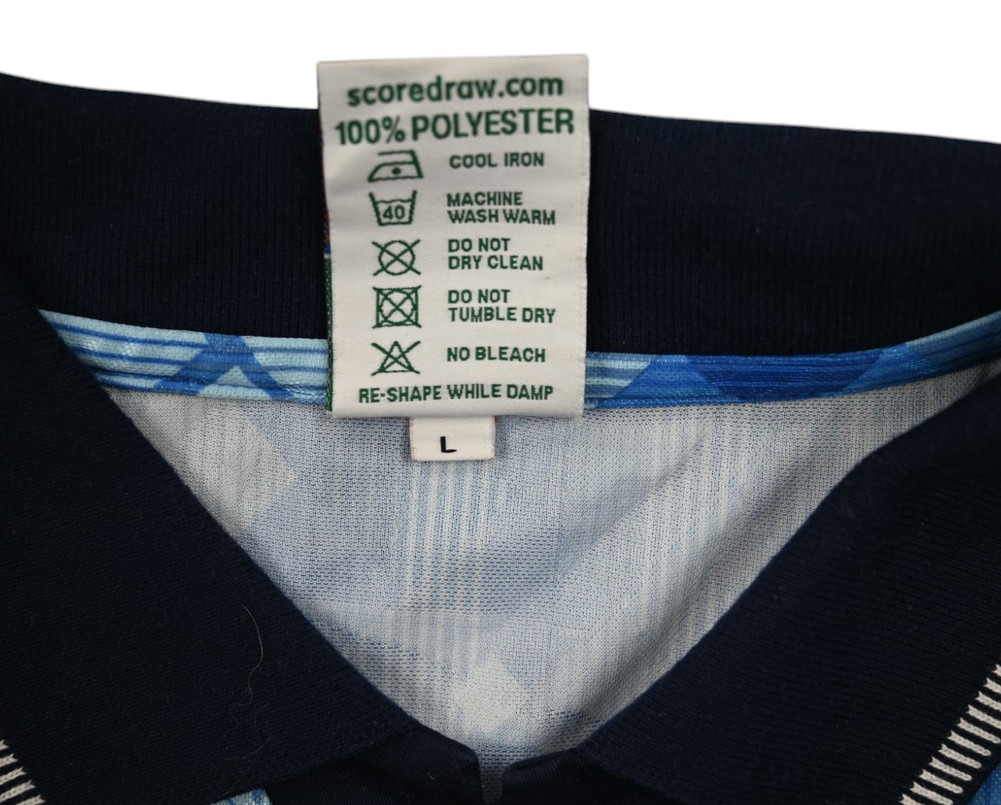 scoredraw.com
100% POLYESTER
COOL IRON
40
MACHINE
WASH WARM
DO NOT
DRY CLEAN
DO NOT
TUMBLE DRY
NO BLEACH
RE-SHAPE WHILE DAMP
L